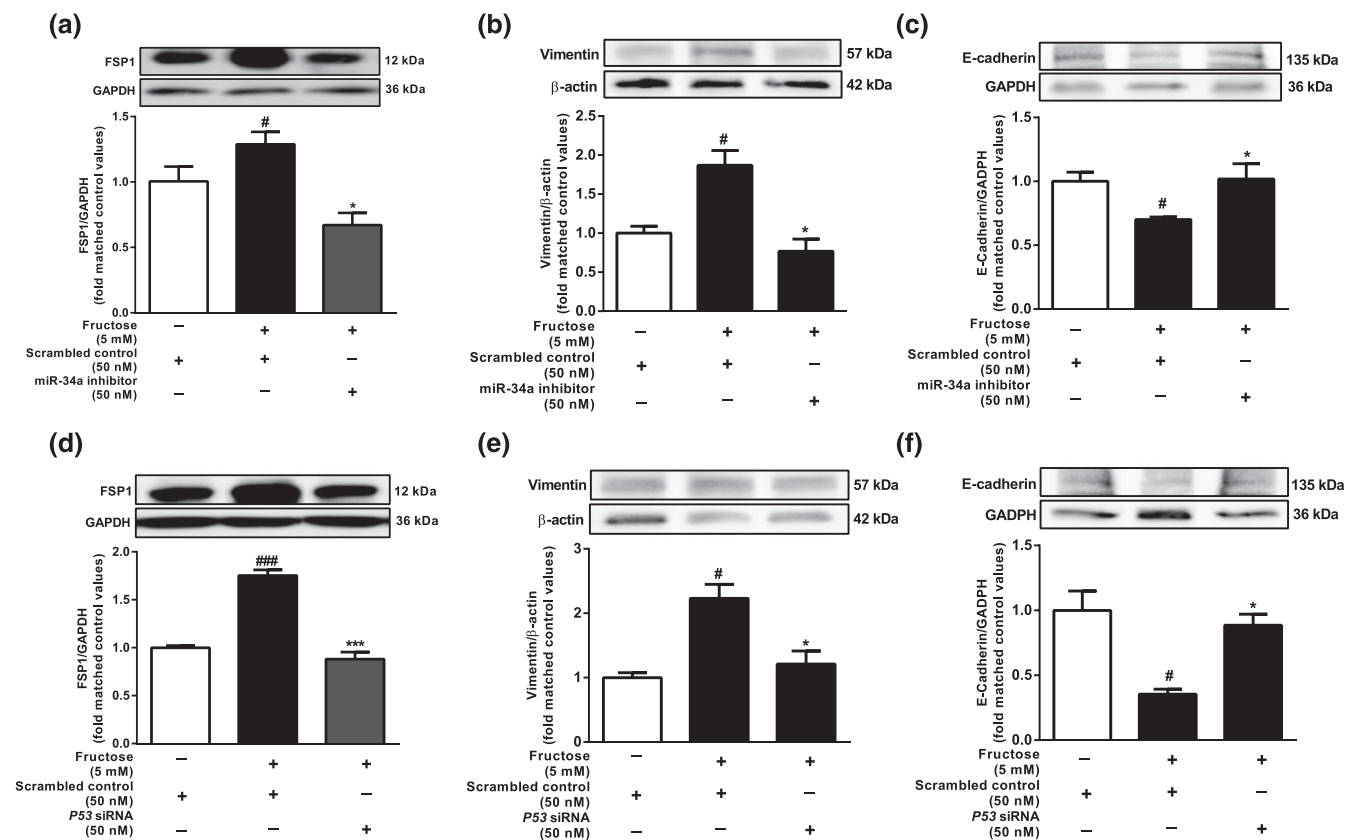 (a)
FSP1
12 kDa
GAPDH
36 kDa
FSP1/GAPDH
(fold matched control values)
1.5
1.0
0.5
0.0
#
*
Fructose
(5 mM)
– + +
Scrambled control
(50 nM)
+ + –
miR-34a inhibitor
(50 nM)
– – +
(b)
Vimentin
57 kDa
β-actin
42 kDa
Vimentin/β-actin
(fold matched control values)
2.5
2.0
1.5
1.0
0.5
0.0
#
*
Fructose
(5 mM)
– + +
Scrambled control
(50 nM)
+ + –
miR-34a inhibitor
(50 nM)
– – +
(c)
E-cadherin
135 kDa
GAPDH
36 kDa
E-Cadherin/GADPH
(fold matched control values)
1.5
1.0
0.5
0.0
#
*
Fructose
(5 mM)
– + +
Scrambled control
(50 nM)
+ + –
miR-34a inhibitor
(50 nM)
– – +
(d)
FSP1
12 kDa
GAPDH
36 kDa
FSP1/GAPDH
(fold matched control values)
2.0
1.5
1.0
0.5
0.0
###
***
Fructose
(5 mM)
– + +
Scrambled control
(50 nM)
+ + –
P53 siRNA
(50 nM)
– – +
(e)
Vimentin
57 kDa
β-actin
42 kDa
Vimentin/β-actin
(fold matched control values)
3
2
1
0
#
*
Fructose
(5 mM)
– + +
Scrambled control
(50 nM)
+ + –
P53 siRNA
(50 nM)
– – +
(f)
E-cadherin
135 kDa
GADPH
36 kDa
E-Cadherin/GADPH
(fold matched control values)
1.5
1.0
0.5
0.0
#
*
Fructose
(5 mM)
– + +
Scrambled control
(50 nM)
+ + –
P53 siRNA
(50 nM)
– – +